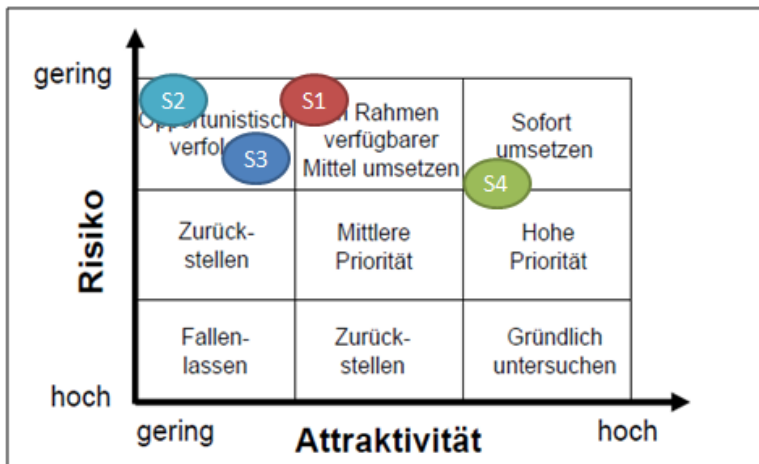 gering
S2
S1
Opportunistisch
verfol
S3
Rahmen
verfügbarer
Mittel umsetzen
Sofort
umsetzen
S4
Risiko
Zurück-
stellen
Mittlere
Priorität
Hohe
Priorität
Fallen-
lassen
Zurück-
stellen
Gründlich
untersuchen
hoch
gering
Attraktivität
hoch